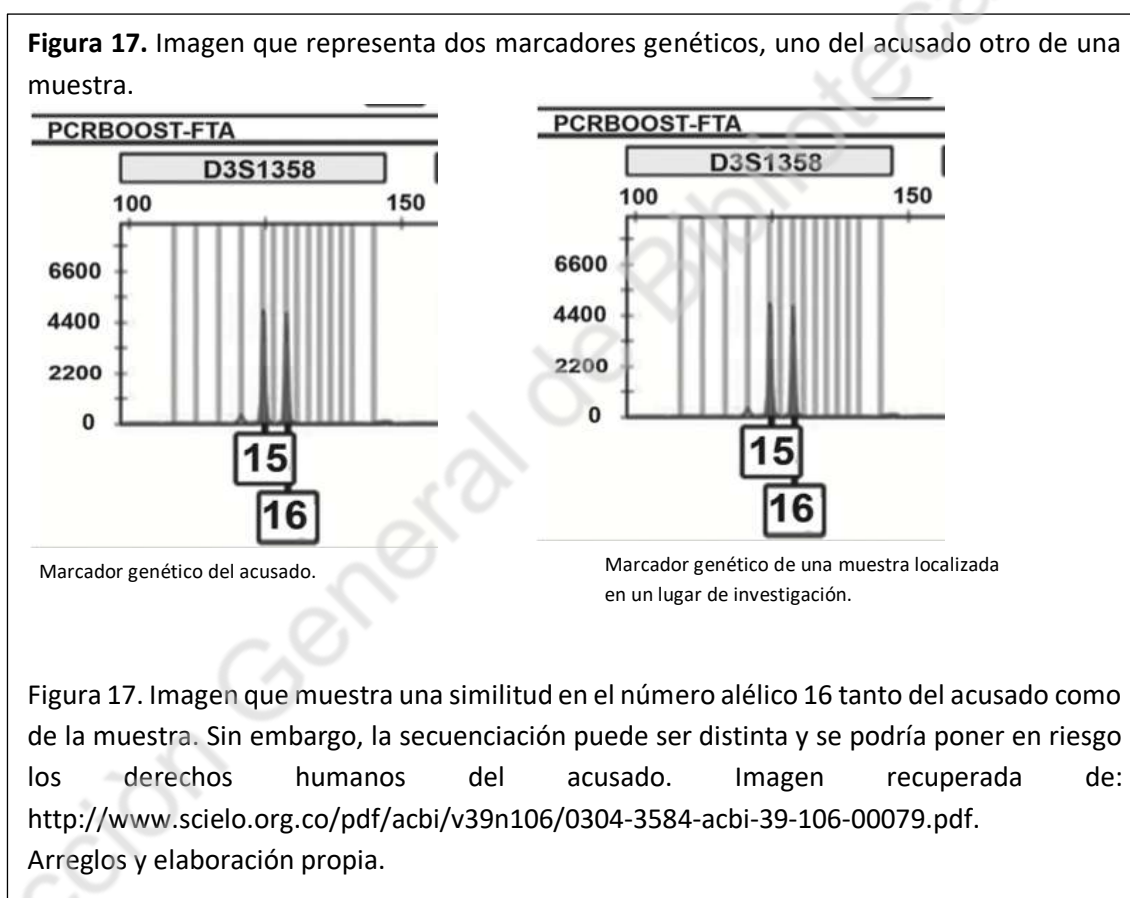 Figura 17. Imagen que representa dos marcadores genéticos, uno del acusado otro de una
muestra.
PCRBOOST-FTA
D3S1358
100 150
6600
4400
2200
0
15
16
Marcador genético del acusado.
PCRBOOST-FTA
D3S1358
100 150
6600
4400
2200
0
15
16
Marcador genético de una muestra localizada
en un lugar de investigación.
Figura 17. Imagen que muestra una similitud en el número alélico 16 tanto del acusado como
de la muestra. Sin embargo, la secuenciación puede ser distinta y se podría poner en riesgo
los derechos humanos del acusado. Imagen recuperada de:
http://www.scielo.org.co/pdf/acbi/v39n106/0304-3584-acbi-39-106-00079.pdf.
Arreglos y elaboración propia.
cción General de Biblioteca